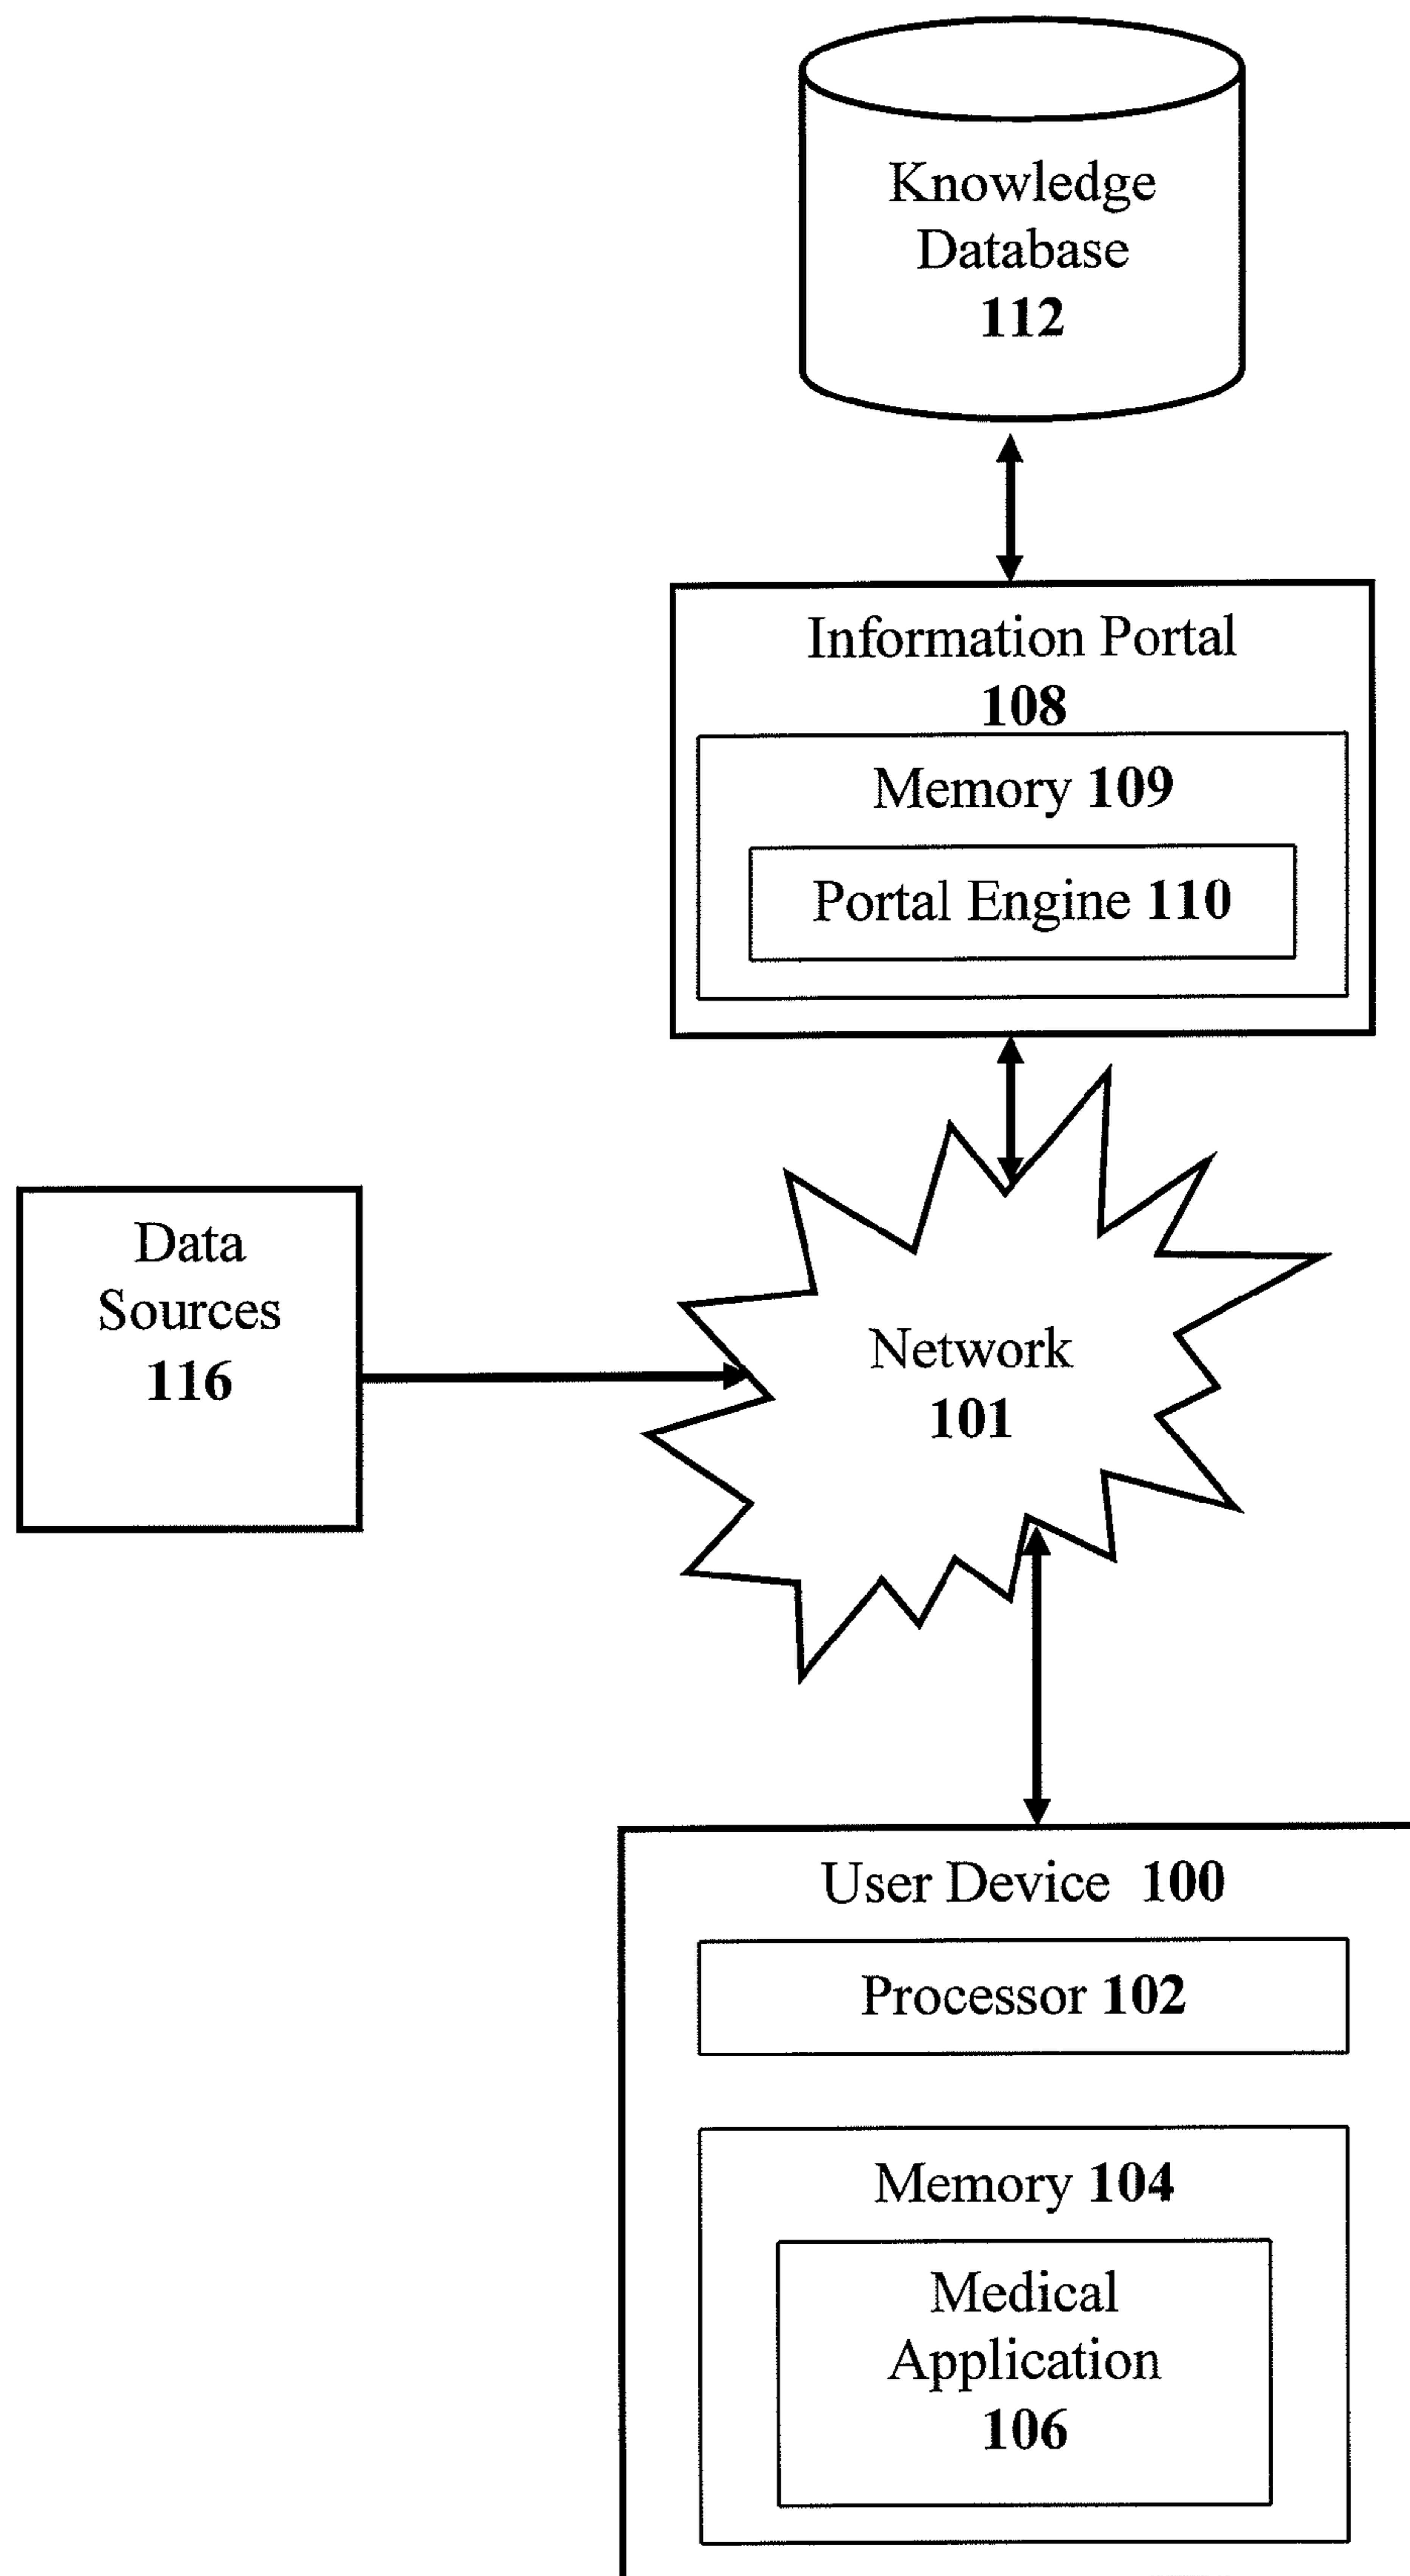 Knowledge
Database
112
Information Portal
108
Memory 109
Portal Engine 110
Data
Sources
116
Network
101
User Device 100
Processor 102
Memory 104
Medical
Application
106